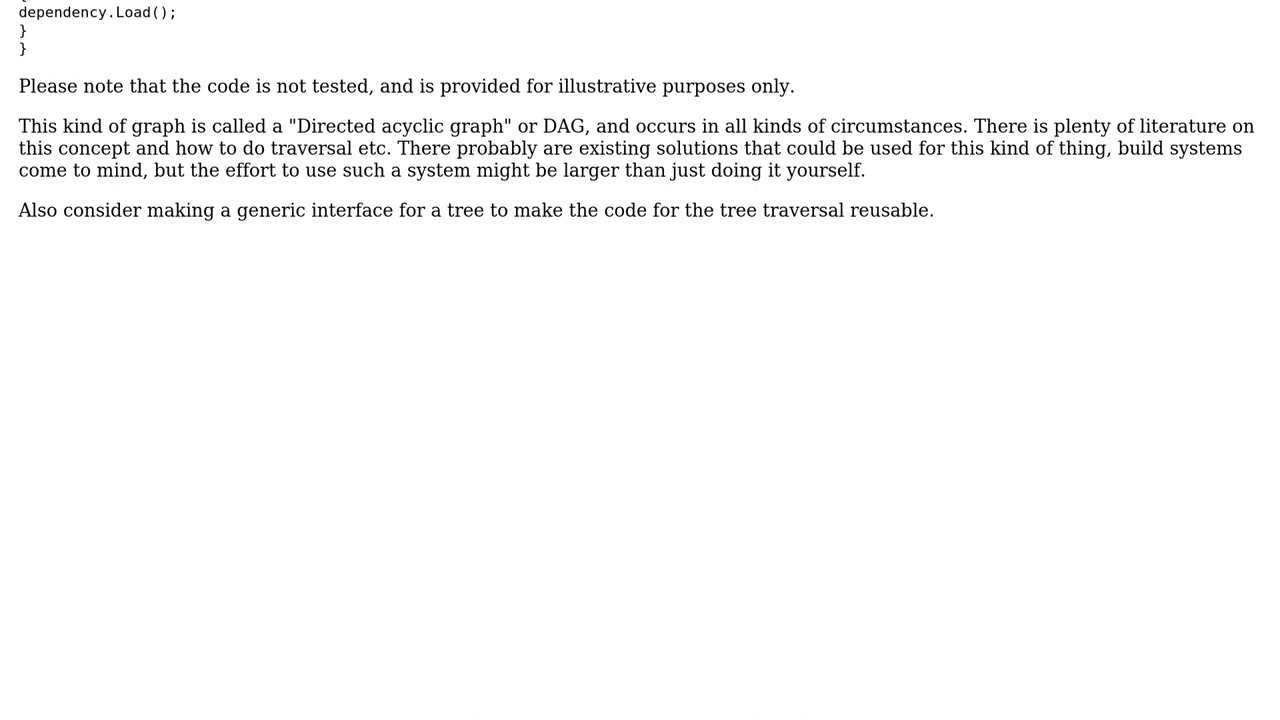 dependency.Load();
}
}
Please note that the code is not tested, and is provided for illustrative purposes only.
This kind of graph is called a "Directed acyclic graph" or DAG, and occurs in all kinds of circumstances. There is plenty of literature on
this concept and how to do traversal etc. There probably are existing solutions that could be used for this kind of thing, build systems
come to mind, but the effort to use such a system might be larger than just doing it yourself.
Also consider making a generic interface for a tree to make the code for the tree traversal reusable.